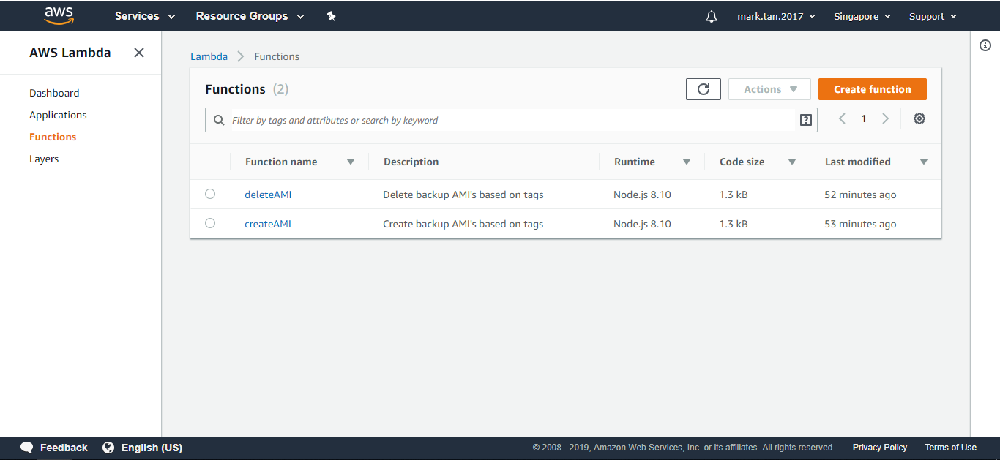 aws Services Resource Groups mark.tan.2017 Singapore Support
AWS Lambda
Dashboard
Applications
Functions
Layers
Lambda Functions
Functions (2) Actions Create function
Filter by tags and attributes or search by keyword ? 1
Function name Description Runtime Code size Last modified
deleteAMI Delete backup AMI's based on tags Node.js 8.10 1.3 kB 52 minutes ago
createAMI Create backup AMI's based on tags Node.js 8.10 1.3 kB 53 minutes ago
Feedback English (US) © 2008 - 2019, Amazon Web Services, Inc. or its affiliates. All rights reserved. Privacy Policy Terms of Use